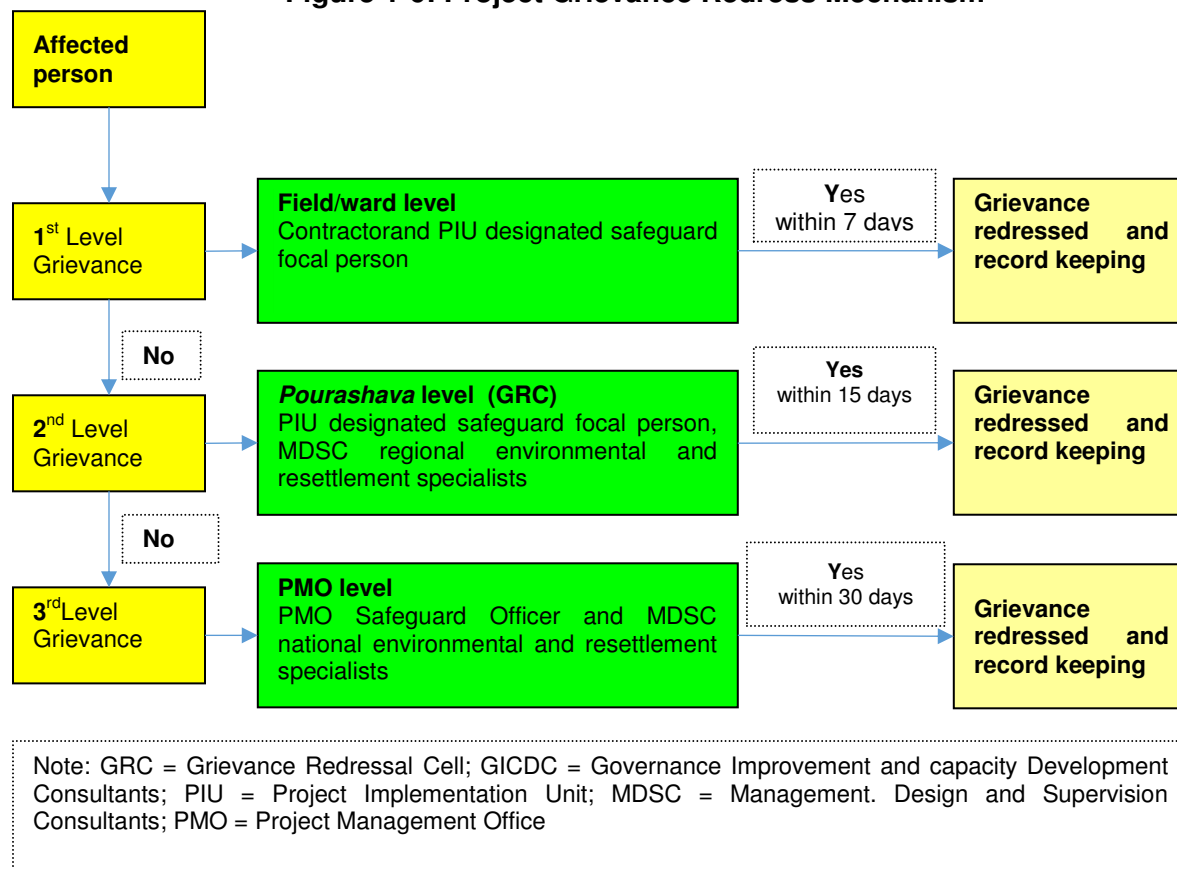 Affected
person
1st Level
Grievance
Field/ward level
Contractorand PIU designated safeguard
focal person
Yes
within 7 days
Grievance
redressed and
record keeping
No
2nd Level
Grievance
Pourashava level (GRC)
PIU designated safeguard focal person,
MDSC regional environmental and
resettlement specialists
Yes
within 15 days
Grievance
redressed and
record keeping
No
3rdLevel
Grievance
PMO level
PMO Safeguard Officer and MDSC
national environmental and resettlement
specialists
Yes
within 30 days
Grievance
redressed and
record keeping
Note: GRC = Grievance Redressal Cell; GICDC = Governance Improvement and capacity Development
Consultants; PIU = Project Implementation Unit; MDSC = Management. Design and Supervision
Consultants; PMO = Project Management Office